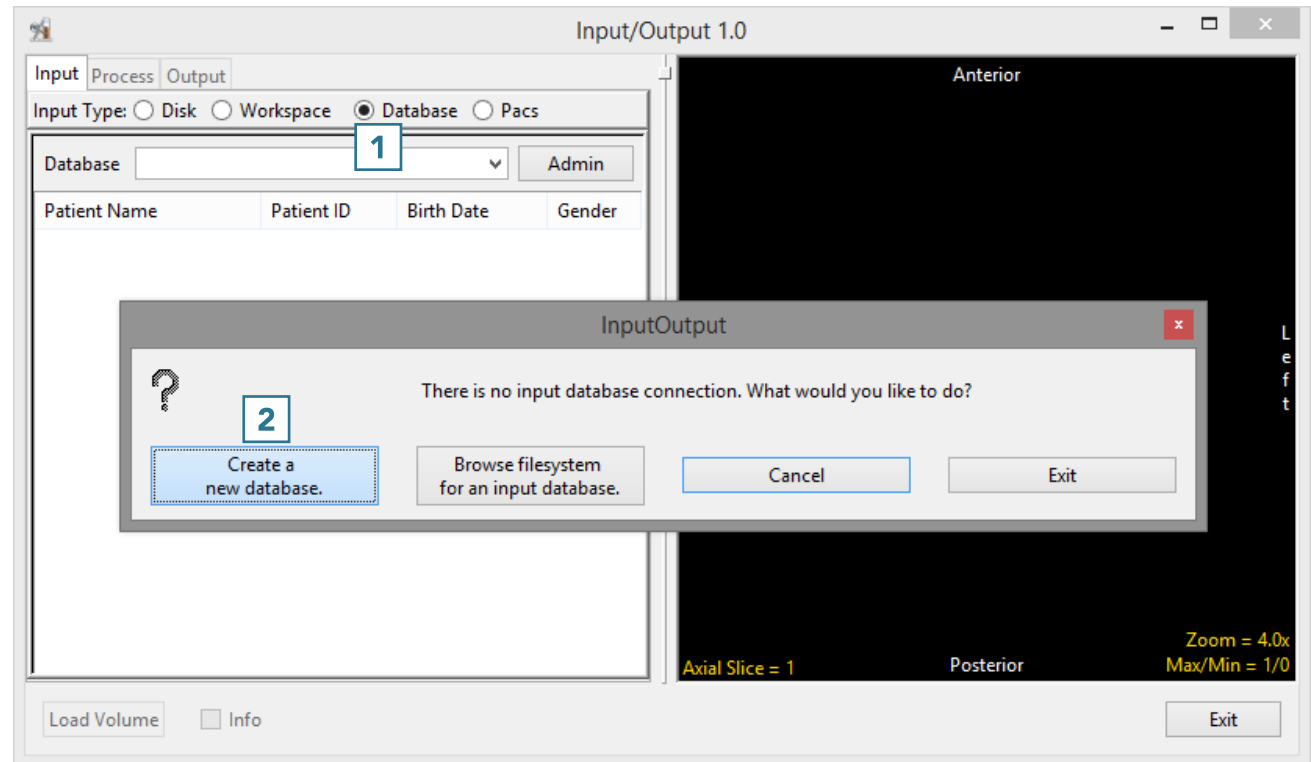 Input/Output 1.0
Input Process Output
Input Type: Disk Workspace Database Pacs
1
Database Admin
Patient Name Patient ID Birth Date Gender
Anterior
Left
InputOutput
There is no input database connection. What would you like to do?
2
Create a
new database.
Browse filesystem
for an input database.
Cancel
Exit
Zoom = 4.0x
Axial Slice = 1
Posterior
Max/Min = 1/0
Load Volume Info
Exit